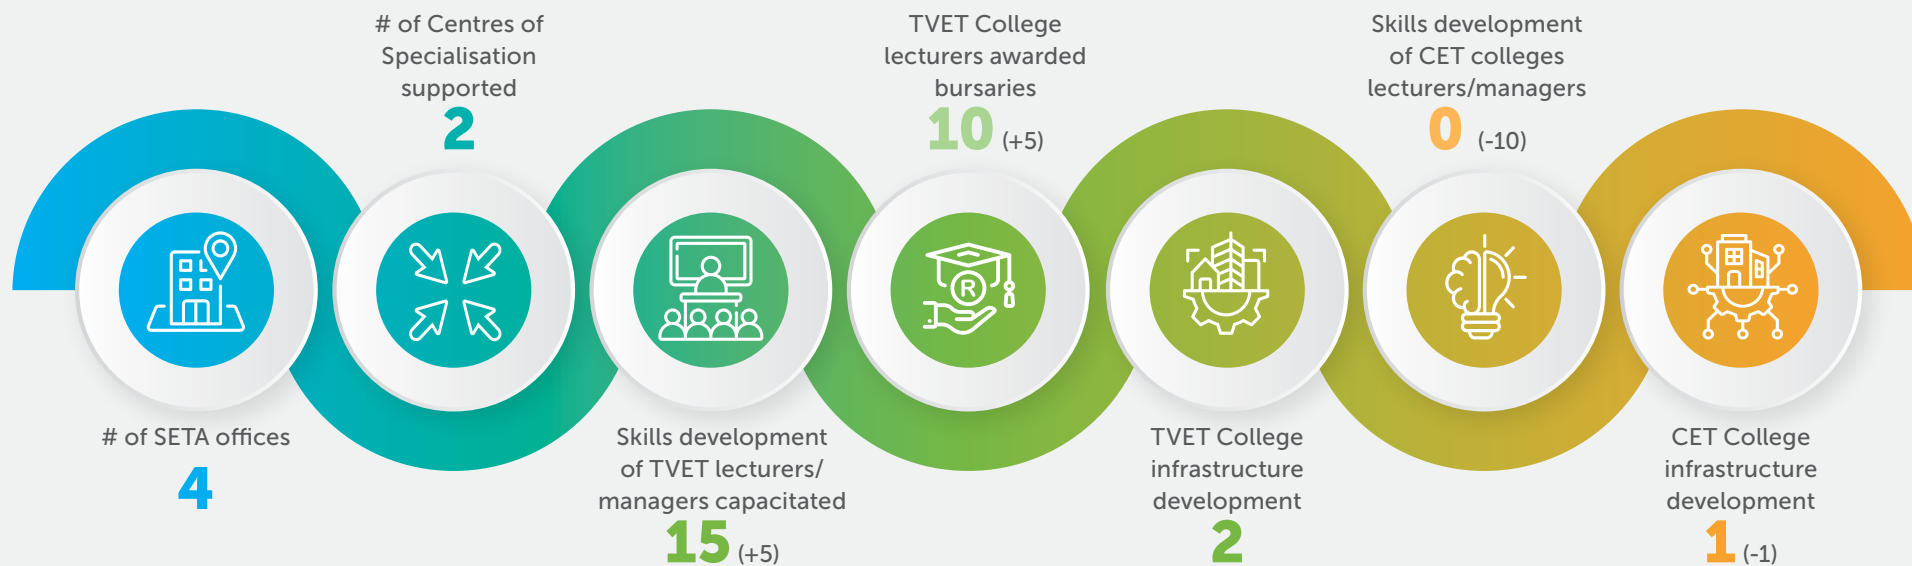 # of SETA offices
4
# of Centres of
Specialisation
supported
2
Skills development
of TVET lecturers/
managers capacitated
15 (+5)
TVET College
lecturers awarded
bursaries
10 (+5)
R
TVET College
infrastructure
development
2
Skills development
of CET colleges
lecturers/managers
0 (-10)
CET College
infrastructure
development
1 (-1)